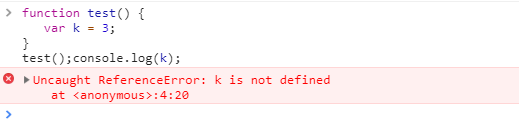 function test() {
   var k = 3;
}
test();console.log(k);
Uncaught ReferenceError: k is not defined
    at <anonymous>:4:20